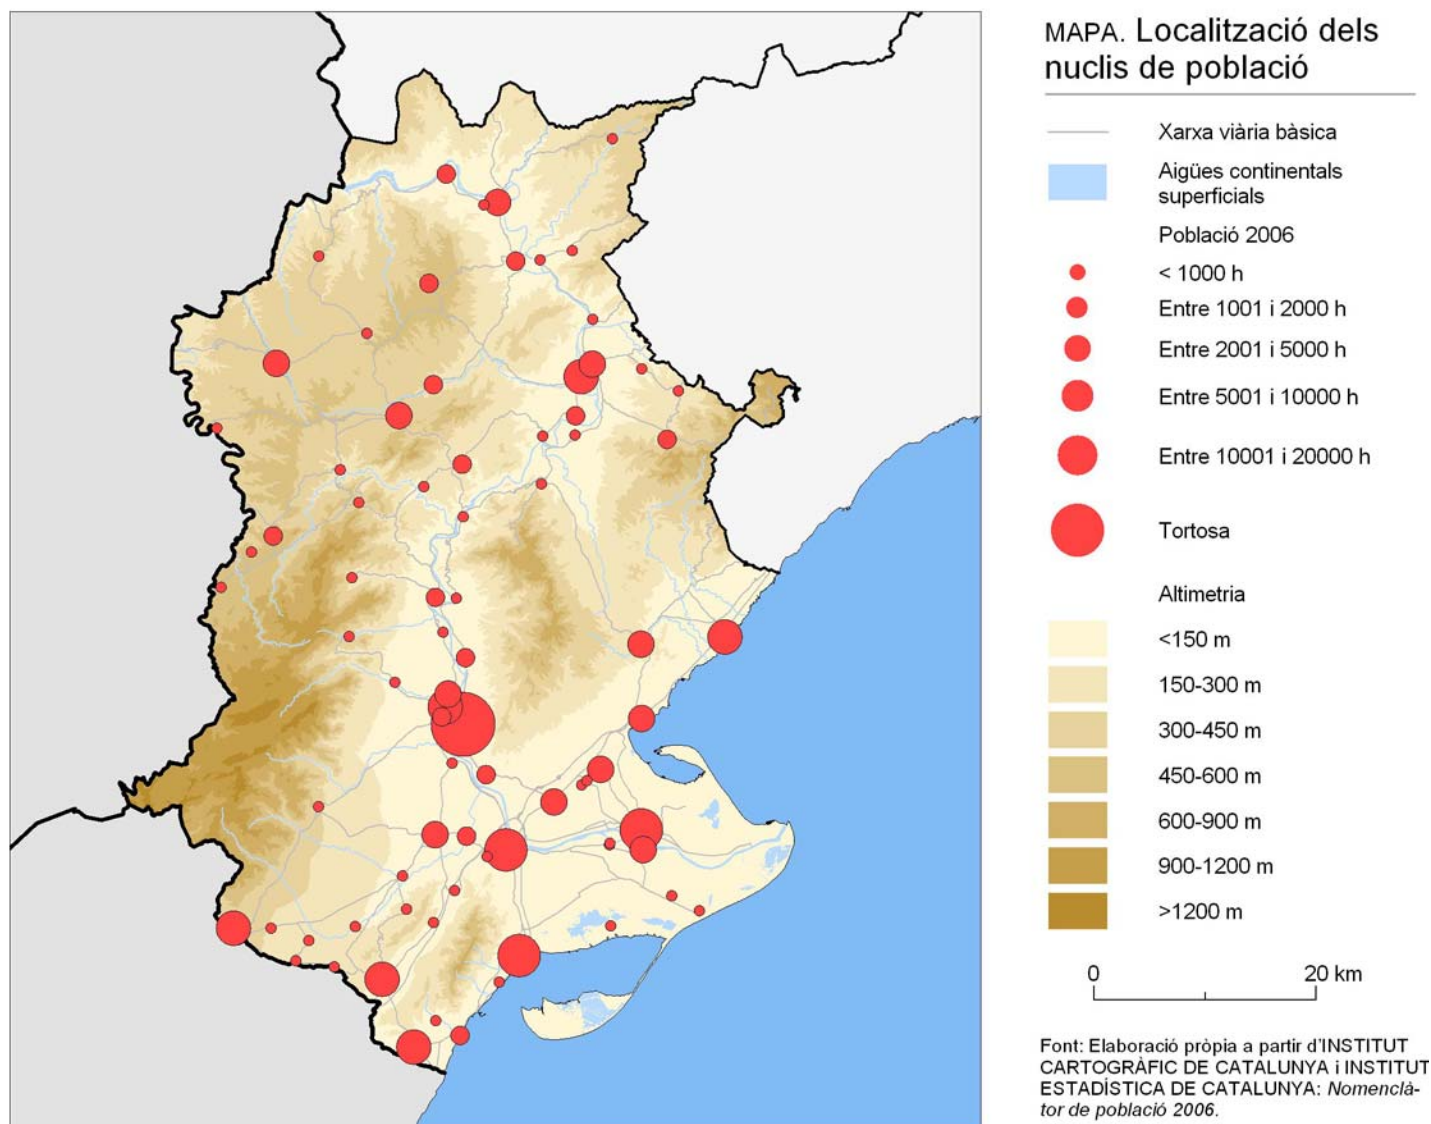 MAPA. Localització dels
nuclis de població
Xarxa viària bàsica
Aigües continentals
superficials
Població 2006
< 1000 h
Entre 1001 i 2000 h
Entre 2001 i 5000 h
Entre 5001 i 10000 h
Entre 10001 i 20000 h
Tortosa
Altimetria
<150 m
150-300 m
300-450 m
450-600 m
600-900 m
900-1200 m
>1200 m
0 20 km
Font: Elaboració pròpia a partir d'INSTITUT
CARTOGRÀFIC DE CATALUNYA i INSTITUT
ESTADÍSTICA DE CATALUNYA: Nomenclà-
tor de població 2006.